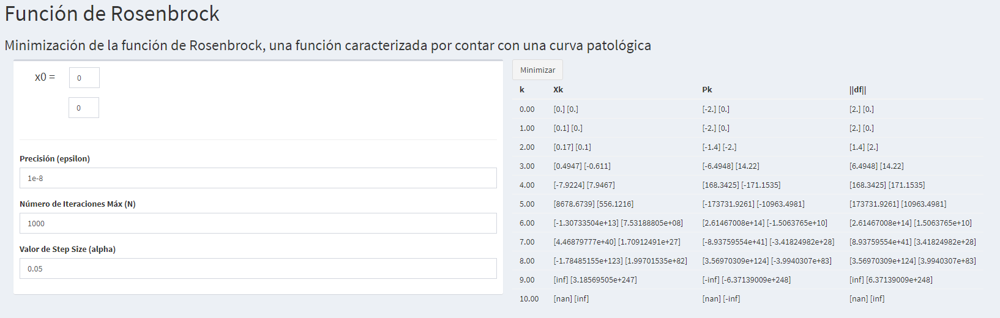 Función de Rosenbrock
Minimización de la función de Rosenbrock, una función caracterizada por contar con una curva patológica
x0 = 0
0
Precisión (epsilon)
1e-8
Número de Iteraciones Máx (N)
1000
Valor de Step Size (alpha)
0.05
Minimizar
k Xk Pk ||df||
0.00 [0.] [0.] [-2.] [0.] [2.] [0.]
1.00 [0.1] [0.] [-2.] [0.] [2.] [0.]
2.00 [0.17] [0.1] [-1.4] [-2.] [1.4] [2.]
3.00 [0.4947] [-0.611] [-6.4948] [14.22] [6.4948] [14.22]
4.00 [-7.9224] [7.9467] [168.3425] [-171.1535] [168.3425] [171.1535]
5.00 [8678.6739] [556.1216] [-173731.9261] [-10963.4981] [173731.9261] [10963.4981]
6.00 [-1.30733504e+13] [7.53188805e+08] [2.61467008e+14] [-1.5063765e+10] [2.61467008e+14] [1.5063765e+10]
7.00 [4.46879777e+40] [1.70912491e+27] [-8.93759554e+41] [-3.41824982e+28] [8.93759554e+41] [3.41824982e+28]
8.00 [-1.78485155e+123] [1.99701535e+82] [3.56970309e+124] [-3.9940307e+83] [3.56970309e+124] [3.9940307e+83]
9.00 [inf] [3.18569505e+247] [-inf] [-6.37139009e+248] [inf] [6.37139009e+248]
10.00 [nan] [inf] [nan] [-inf] [nan] [inf]